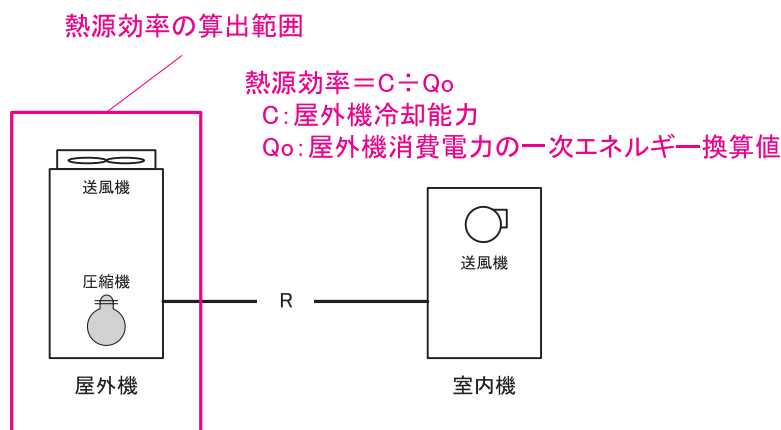 熱源効率の算出範囲
熱源効率＝C÷Qo
C：屋外機冷却能力
Qo：屋外機消費電力の一次エネルギー換算値
送風機
圧縮機
屋外機
R
送風機
室内機